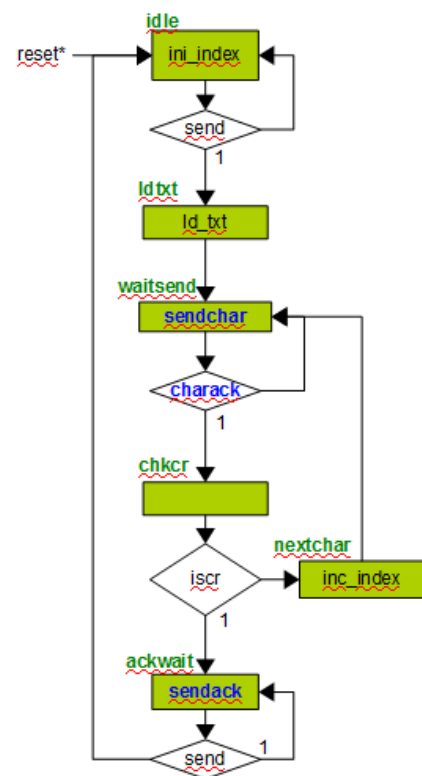 idle
reset*
ini_index
send
1
ldtxt
ld_txt
waitsend
sendchar
charack
1
chkcr
nextchar
iscr
inc_index
1
ackwait
sendack
send
1